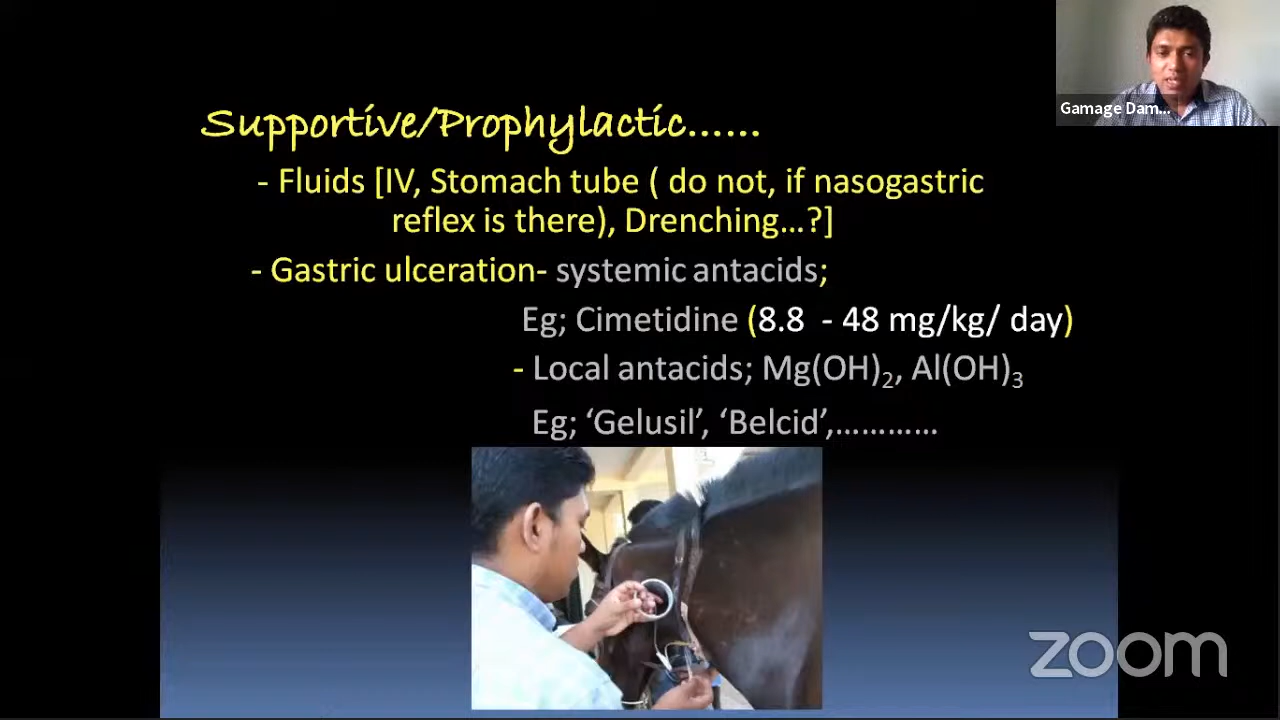 Gamage Dam...
Supportive/Prophylactic......
- Fluids [IV, Stomach tube ( do not, if nasogastric
reflex is there), Drenching...?]
- Gastric ulceration- systemic antacids;
Eg; Cimetidine (8.8 - 48 mg/kg/ day)
- Local antacids; Mg(OH)2, Al(OH)3
Eg; ‘Gelusil’, ‘Belcid’,…………
zoom